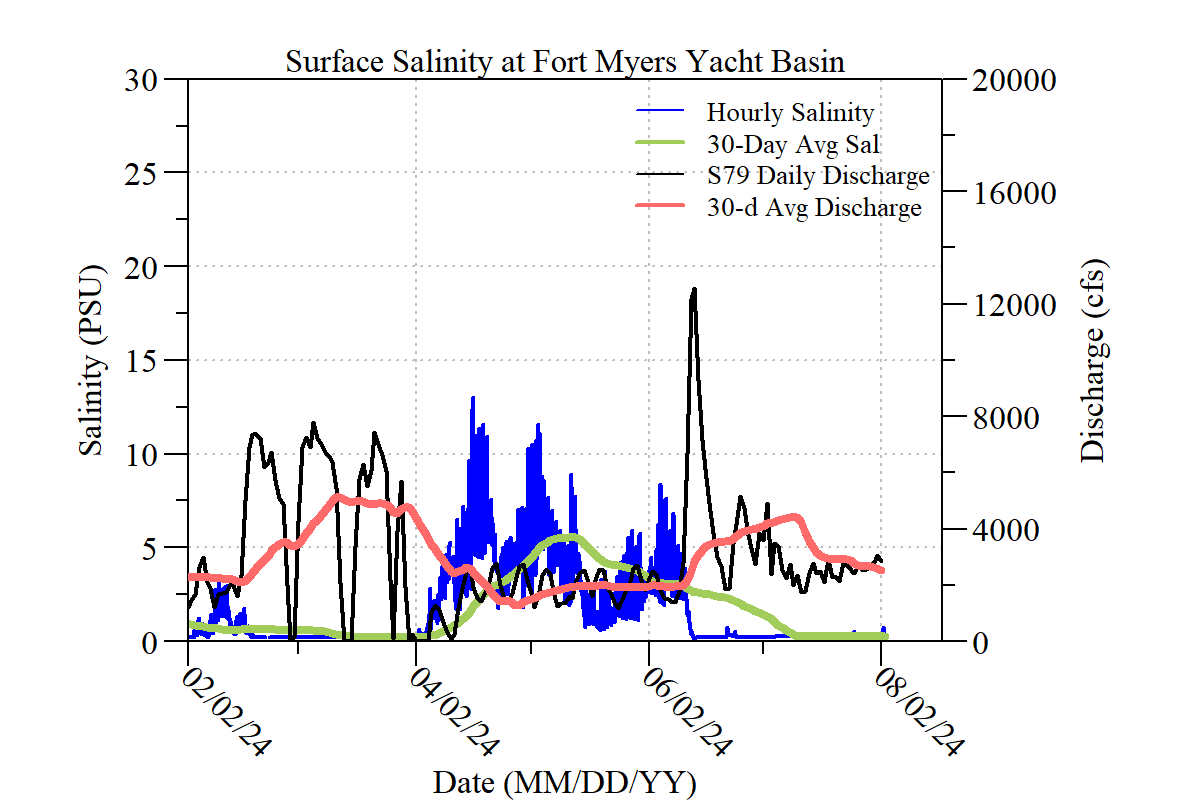 Surface Salinity at Fort Myers Yacht Basin
30
25
20
15
10
5
0
Salinity (PSU)
Hourly Salinity
30-Day Avg Sal
S79 Daily Discharge
30-d Avg Discharge
20000
16000
12000
8000
4000
0
Discharge (cfs)
02/02/24
04/02/24
06/02/24
08/02/24
Date (MM/DD/YY)